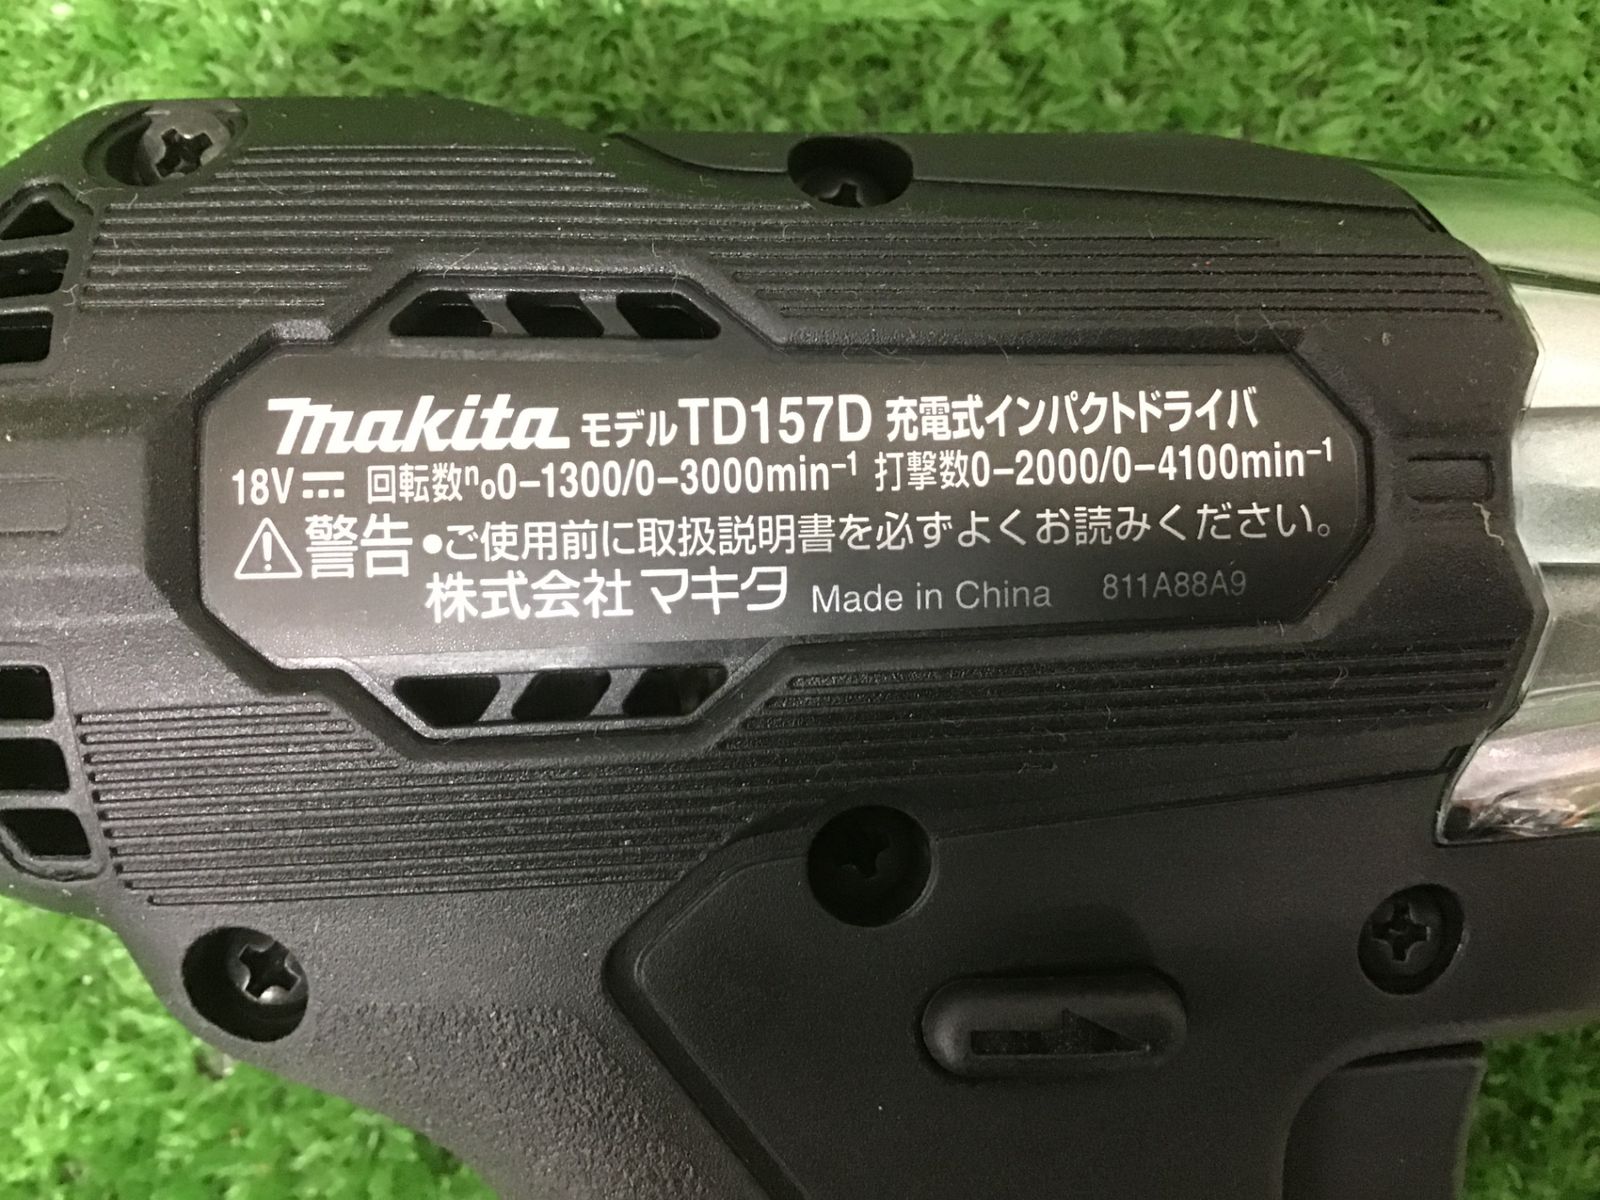 makita モデルTD157D 充電式インパクトドライバ
18V⎓ 回転数n₀0−1300/0−3000min⁻¹ 打撃数0−2000/0−4100min⁻¹
⚠警告 ●ご使用前に取扱説明書を必ずよくお読みください。
株式会社マキタ Made in China 811A88A9